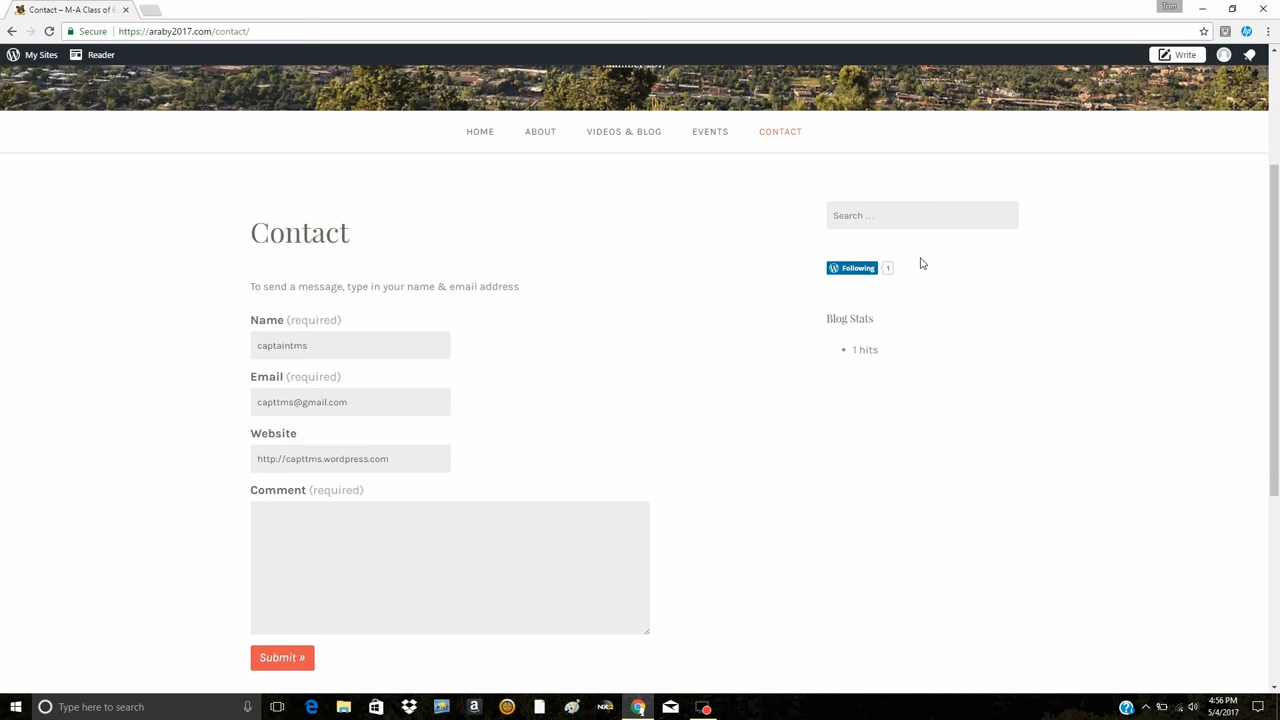 Contact – M-A Class of 6
Tom
Secure
https://araby2017.com/contact/
My Sites
Reader
Write
HOME
ABOUT
VIDEOS & BLOG
EVENTS
CONTACT
Contact
To send a message, type in your name & email address
Name (required)
captaintms
Email (required)
capttms@gmail.com
Website
http://capttms.wordpress.com
Comment (required)
Submit »
Search …
Following
1
Blog Stats
• 1 hits
Type here to search
NX2
4:56 PM
5/4/2017